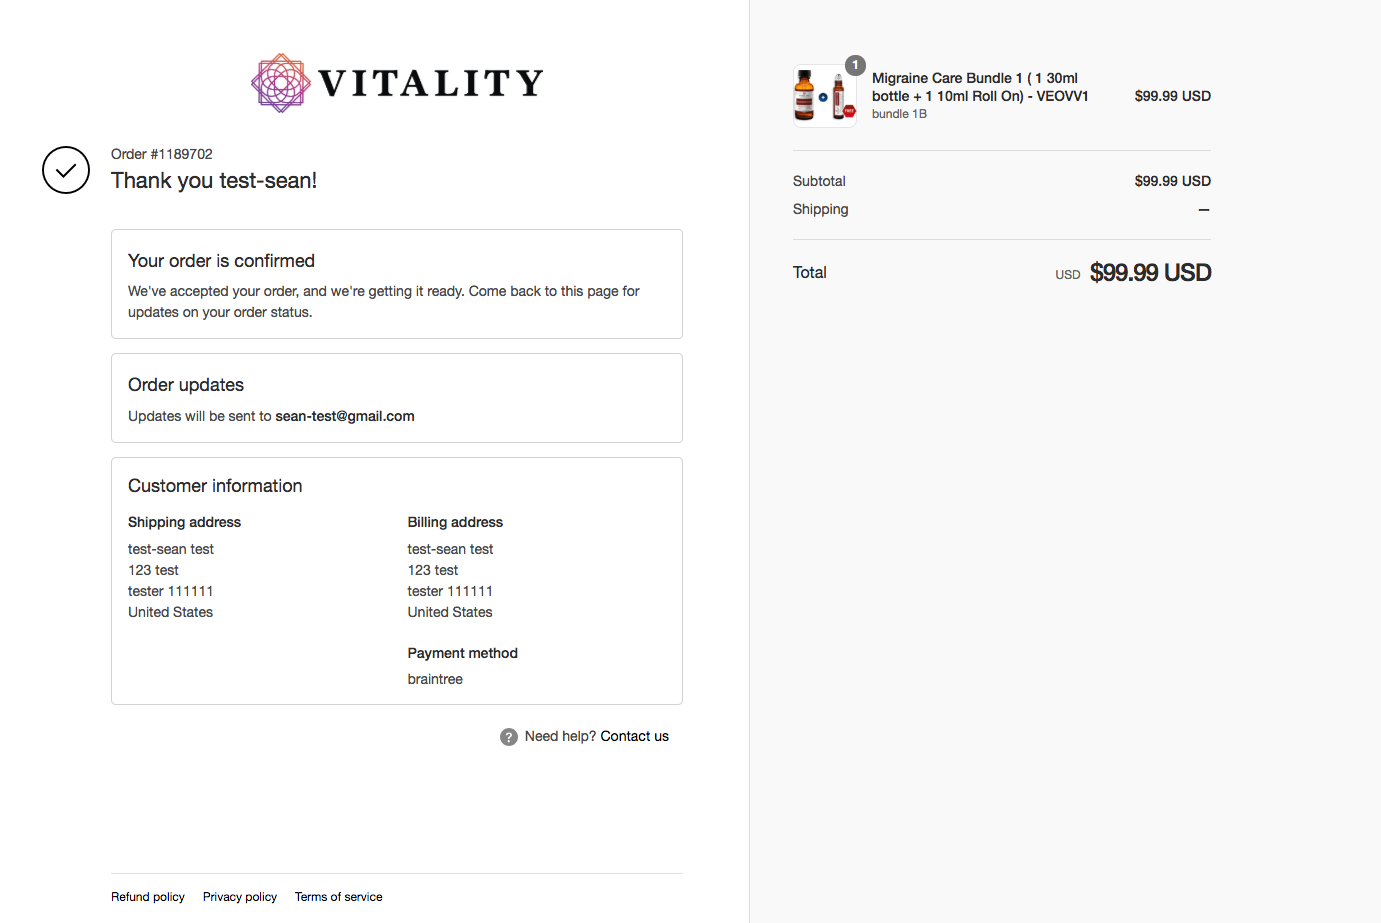 VITALITY
Order #1189702
Thank you test-sean!
Your order is confirmed
We've accepted your order, and we're getting it ready. Come back to this page for
updates on your order status.
Order updates
Updates will be sent to sean-test@gmail.com
Customer information
Shipping address
test-sean test
123 test
tester 111111
United States
Billing address
test-sean test
123 test
tester 111111
United States
Payment method
braintree
? Need help? Contact us
Refund policy Privacy policy Terms of service
1
Migraine Care Bundle 1 ( 1 30ml
bottle + 1 10ml Roll On) - VEOVV1
bundle 1B
$99.99 USD
FREE
Subtotal $99.99 USD
Shipping —
Total USD $99.99 USD